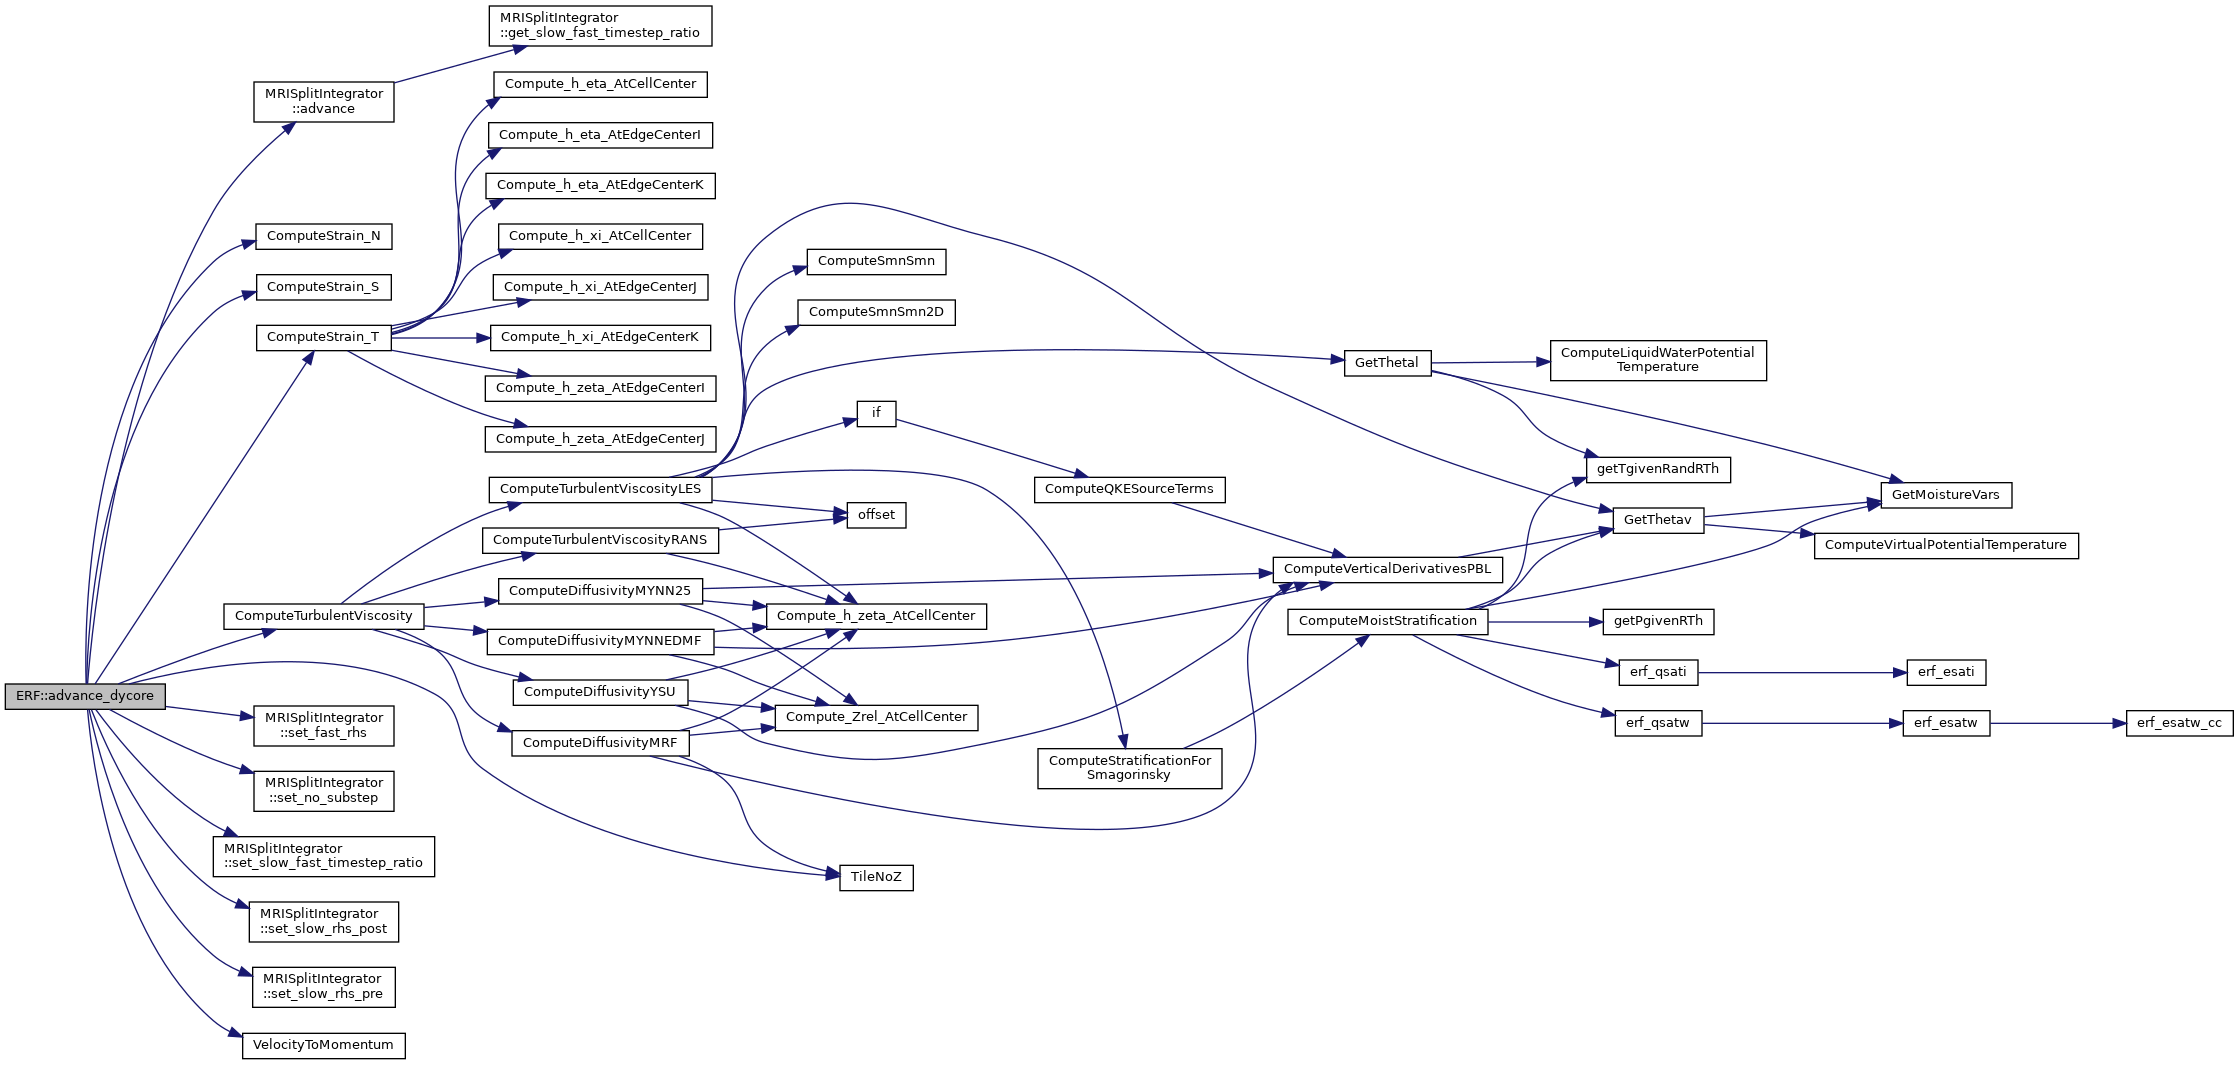 MRISplitIntegrator
::get_slow_fast_timestep_ratio
Compute_h_eta_AtCellCenter
MRISplitIntegrator
::advance
Compute_h_eta_AtEdgeCenterI
Compute_h_eta_AtEdgeCenterK
ComputeStrain_N
Compute_h_xi_AtCellCenter
ComputeSmnSmn
ComputeStrain_S
Compute_h_xi_AtEdgeCenterJ
ComputeSmnSmn2D
ComputeStrain_T
Compute_h_xi_AtEdgeCenterK
GetThetal
ComputeLiquidWaterPotential
Temperature
Compute_h_zeta_AtEdgeCenterI
if
Compute_h_zeta_AtEdgeCenterJ
getTgivenRandRTh
ComputeTurbulentViscosityLES
ComputeQKESourceTerms
GetMoistureVars
offset
GetThetav
ComputeTurbulentViscosityRANS
ComputeVirtualPotentialTemperature
ComputeVerticalDerivativesPBL
ComputeDiffusivityMYNN25
ComputeTurbulentViscosity
Compute_h_zeta_AtCellCenter
ComputeMoistStratification
getPgivenRTh
ComputeDiffusivityMYNNEDMF
erf_qsati
erf_esati
ERF::advance_dycore
ComputeDiffusivityYSU
Compute_Zrel_AtCellCenter
erf_qsatw
erf_esatw
erf_esatw_cc
MRISplitIntegrator
::set_fast_rhs
ComputeDiffusivityMRF
ComputeStratificationFor
Smagorinsky
MRISplitIntegrator
::set_no_substep
MRISplitIntegrator
::set_slow_fast_timestep_ratio
TileNoZ
MRISplitIntegrator
::set_slow_rhs_post
MRISplitIntegrator
::set_slow_rhs_pre
VelocityToMomentum